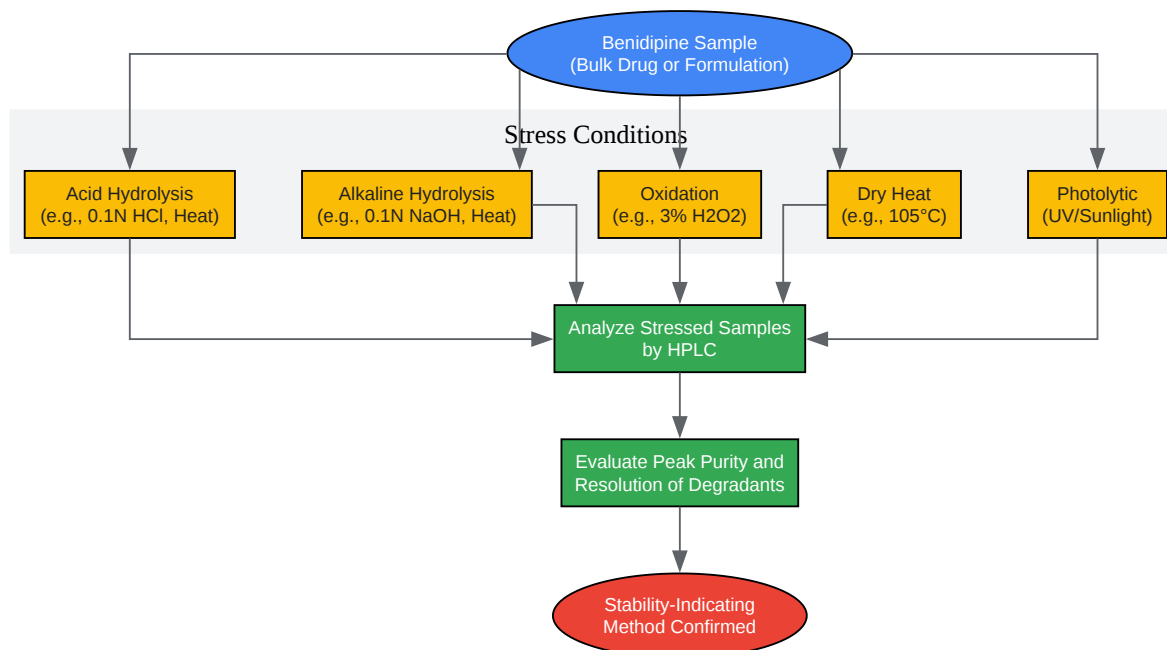 Benidipine Sample
(Bulk Drug or Formulation)
Stress Conditions
Acid Hydrolysis
(e.g., 0.1N HCl, Heat)
Alkaline Hydrolysis
(e.g., 0.1N NaOH, Heat)
Oxidation
(e.g., 3% H2O2)
Dry Heat
(e.g., 105°C)
Photolytic
(UV/Sunlight)
Analyze Stressed Samples
by HPLC
Evaluate Peak Purity and
Resolution of Degradants
Stability-Indicating
Method Confirmed